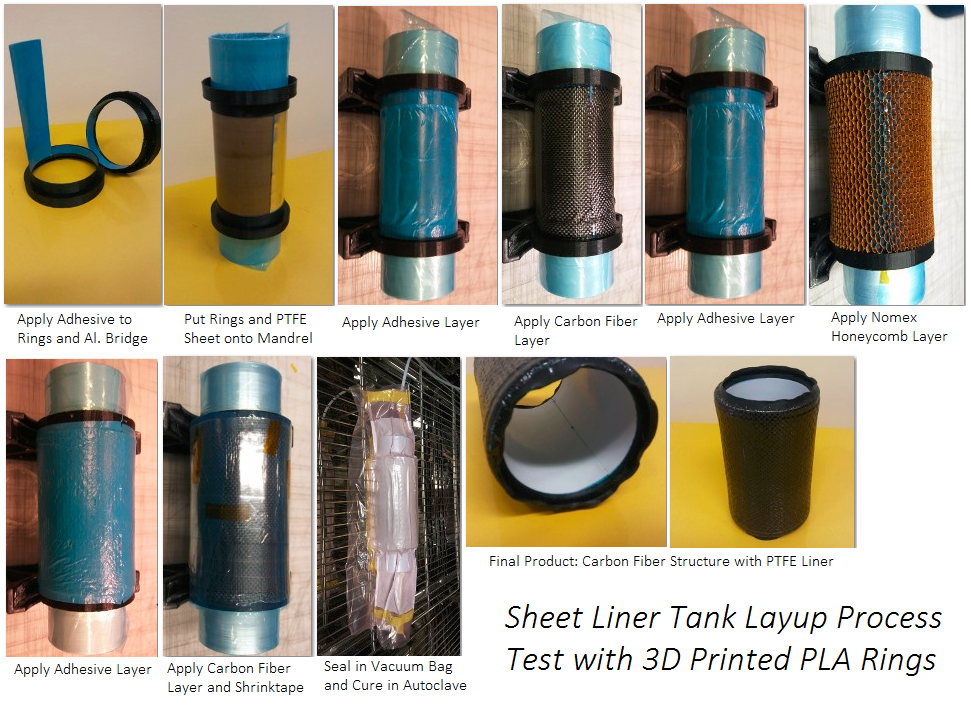 Apply Adhesive to
Rings and Al. Bridge
Put Rings and PTFE
Sheet onto Mandrel
Apply Adhesive Layer
Apply Carbon Fiber
Layer
Apply Adhesive Layer
Apply Nomex
Honeycomb Layer
Apply Adhesive Layer
Apply Carbon Fiber
Layer and Shrinktape
Seal in Vacuum Bag
and Cure in Autoclave
Final Product: Carbon Fiber Structure with PTFE Liner
Sheet Liner Tank Layup Process
Test with 3D Printed PLA Rings